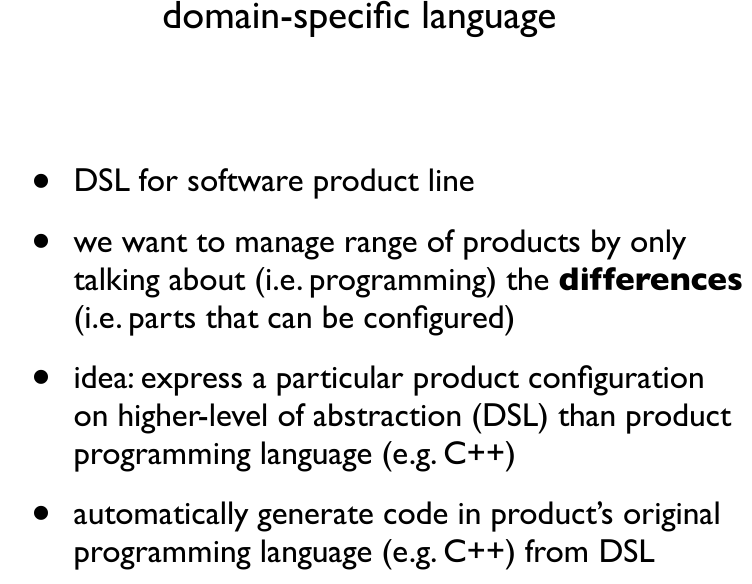 domain-specific language
• DSL for software product line
• we want to manage range of products by only
talking about (i.e. programming) the differences
(i.e. parts that can be configured)
• idea: express a particular product configuration
on higher-level of abstraction (DSL) than product
programming language (e.g. C++)
• automatically generate code in product’s original
programming language (e.g. C++) from DSL